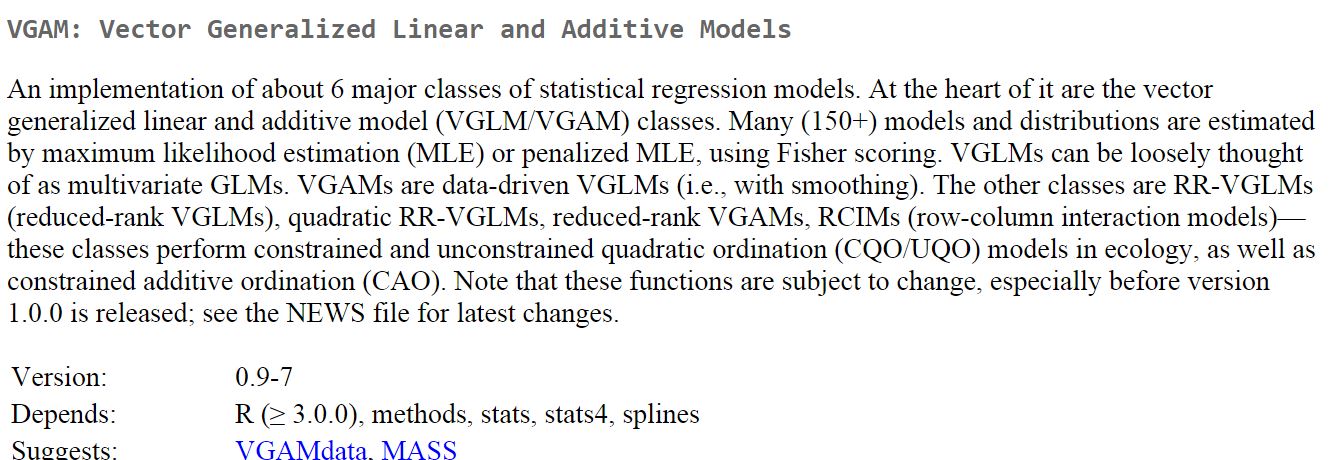 VGAM: Vector Generalized Linear and Additive Models
An implementation of about 6 major classes of statistical regression models. At the heart of it are the vector
generalized linear and additive model (VGLM/VGAM) classes. Many (150+) models and distributions are estimated
by maximum likelihood estimation (MLE) or penalized MLE, using Fisher scoring. VGLMs can be loosely thought
of as multivariate GLMs. VGAMs are data-driven VGLMs (i.e., with smoothing). The other classes are RR-VGLMs
(reduced-rank VGLMs), quadratic RR-VGLMs, reduced-rank VGAMs, RCIMs (row-column interaction models)—
these classes perform constrained and unconstrained quadratic ordination (CQO/UQO) models in ecology, as well as
constrained additive ordination (CAO). Note that these functions are subject to change, especially before version
1.0.0 is released; see the NEWS file for latest changes.
Version: 0.9-7
Depends: R (≥ 3.0.0), methods, stats, stats4, splines
Suggests: VGAMdata, MASS